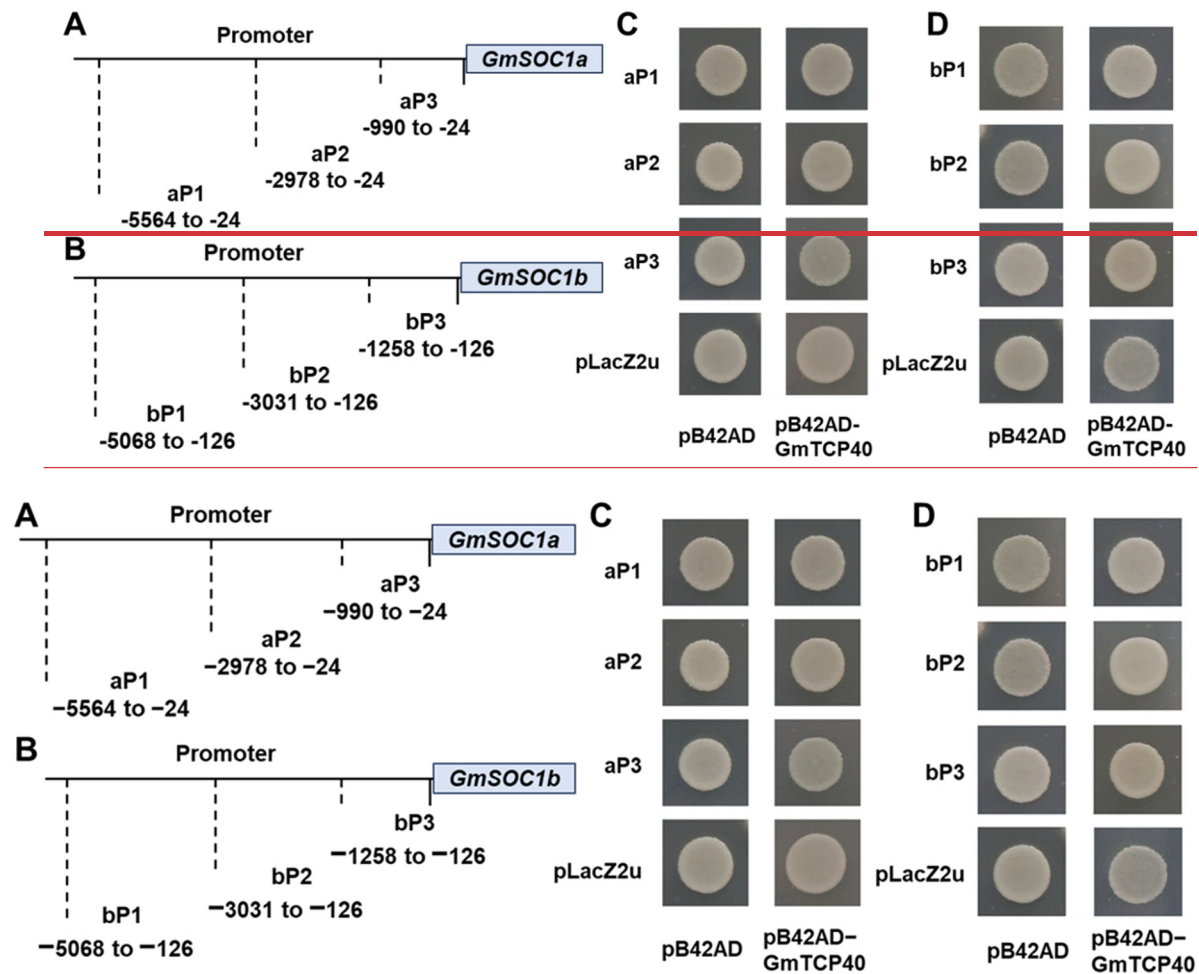 A
Promoter
GmSOC1a
aP3
-990 to -24
aP2
-2978 to -24
aP1
-5564 to -24
B
Promoter
GmSOC1b
bP3
-1258 to -126
bP2
-3031 to -126
bP1
-5068 to -126
C
aP1
aP2
aP3
pLacZ2u
pB42AD
pB42AD-
GmTCP40
D
bP1
bP2
bP3
pLacZ2u
pB42AD
pB42AD-
GmTCP40
A
Promoter
GmSOC1a
aP3
−990 to −24
aP2
−2978 to −24
aP1
−5564 to −24
B
Promoter
GmSOC1b
bP3
−1258 to −126
bP2
−3031 to −126
bP1
−5068 to −126
C
aP1
aP2
aP3
pLacZ2u
pB42AD
pB42AD−
GmTCP40
D
bP1
bP2
bP3
pLacZ2u
pB42AD
pB42AD−
GmTCP40